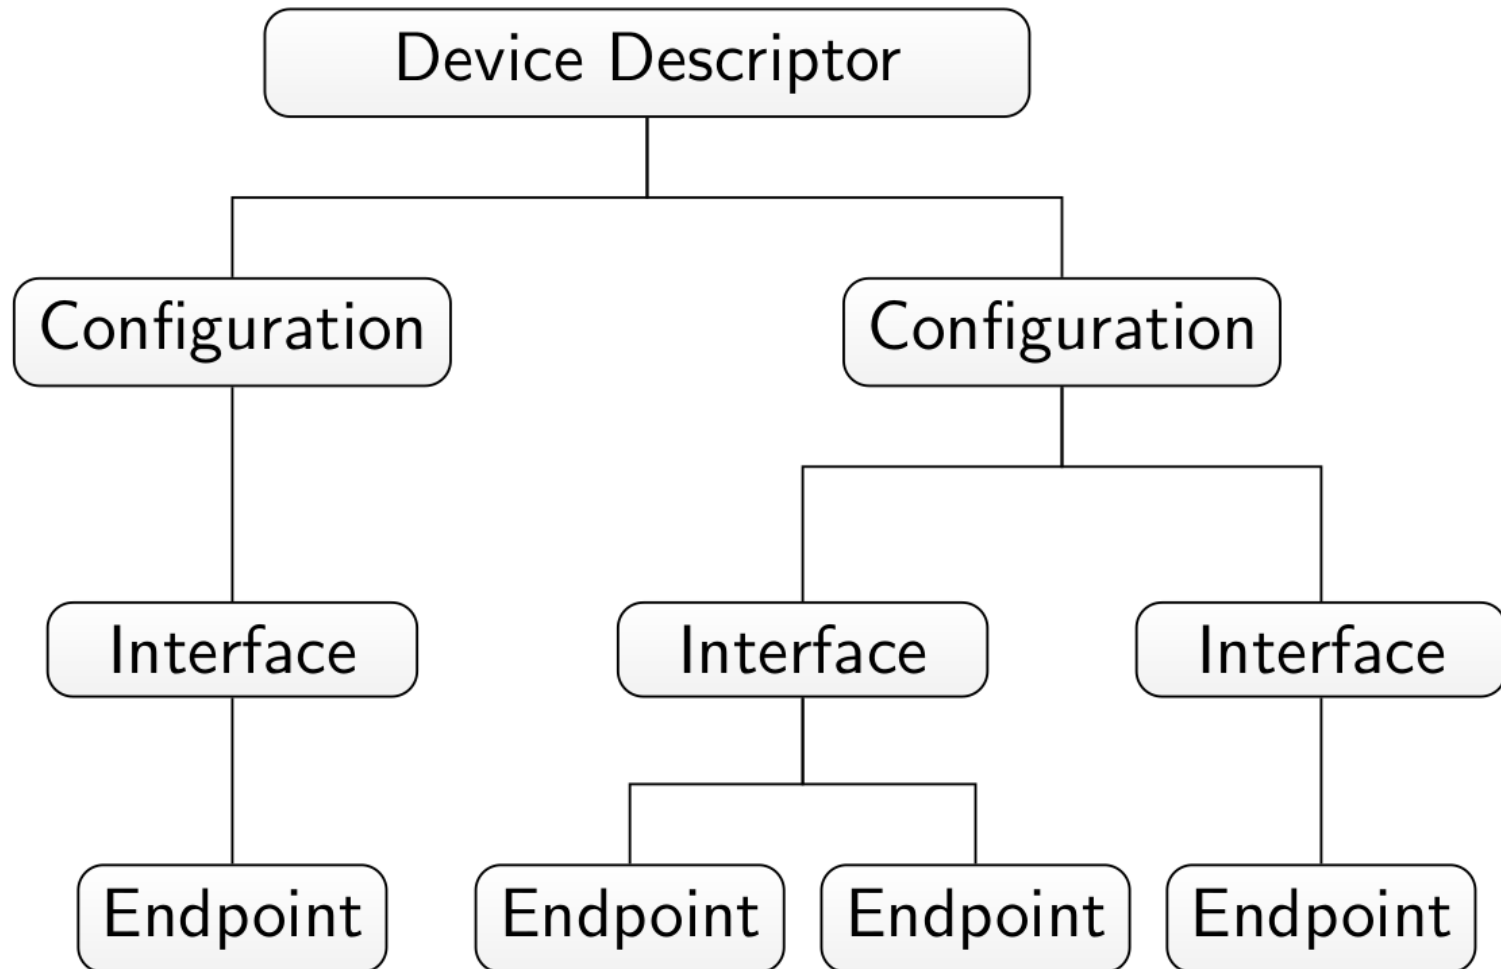 Device Descriptor
Configuration
Configuration
Interface
Interface
Interface
Endpoint
Endpoint
Endpoint
Endpoint